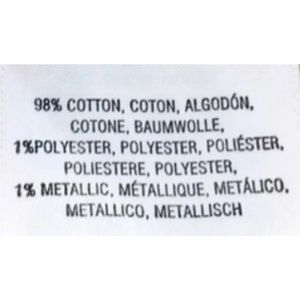 98% COTTON, COTON, ALGODÓN,
COTONE, BAUMWOLLE,
1%POLYESTER, POLYESTER, POLIÉSTER,
POLIESTERE, POLYESTER,
1% METALLIC, MÉTALLIQUE, METÁLICO,
METALLICO, METALLISCH